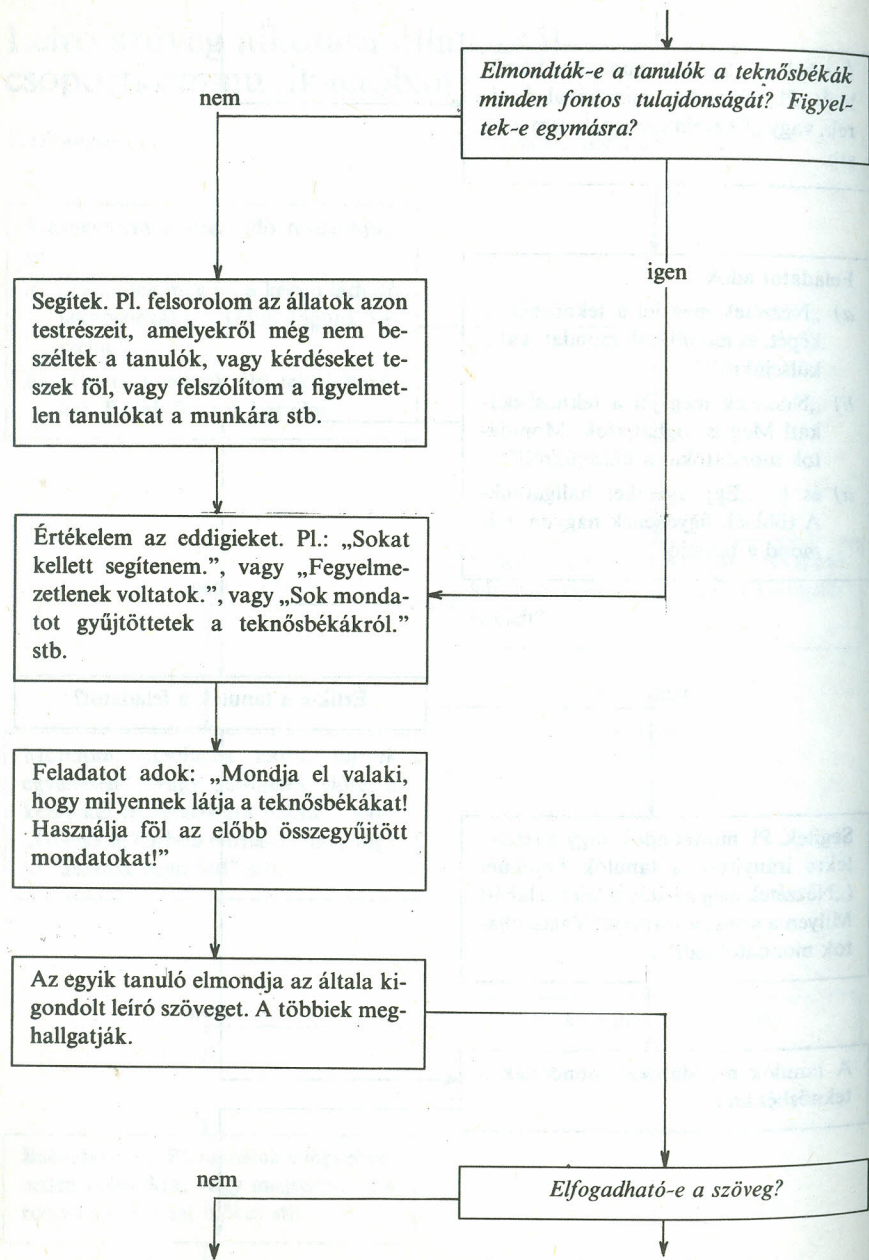 Elmondták-e a tanulók a teknősbékák
minden fontos tulajdonságát? Figyel-
tek-e egymásra?
nem
igen
Segítek. Pl. felsorolom az állatok azon
testrészeit, amelyekről még nem be-
széltek a tanulók, vagy kérdéseket te-
szek föl, vagy felszólítom a figyelmet-
len tanulókat a munkára stb.
Értékelem az eddigieket. Pl.: „Sokat
kellett segítenem.”, vagy „Fegyelme-
zetlenek voltatok.”, vagy „Sok monda-
tot gyűjtöttetek a teknősbékákról.”
stb.
Feladatot adok: „Mondja el valaki,
hogy milyennek látja a teknősbékákat!
Használja föl az előbb összegyűjtött
mondatokat!”
Az egyik tanuló elmondja az általa ki-
gondolt leíró szöveget. A többiek meg-
hallgatják.
nem
Elfogadható-e a szöveg?